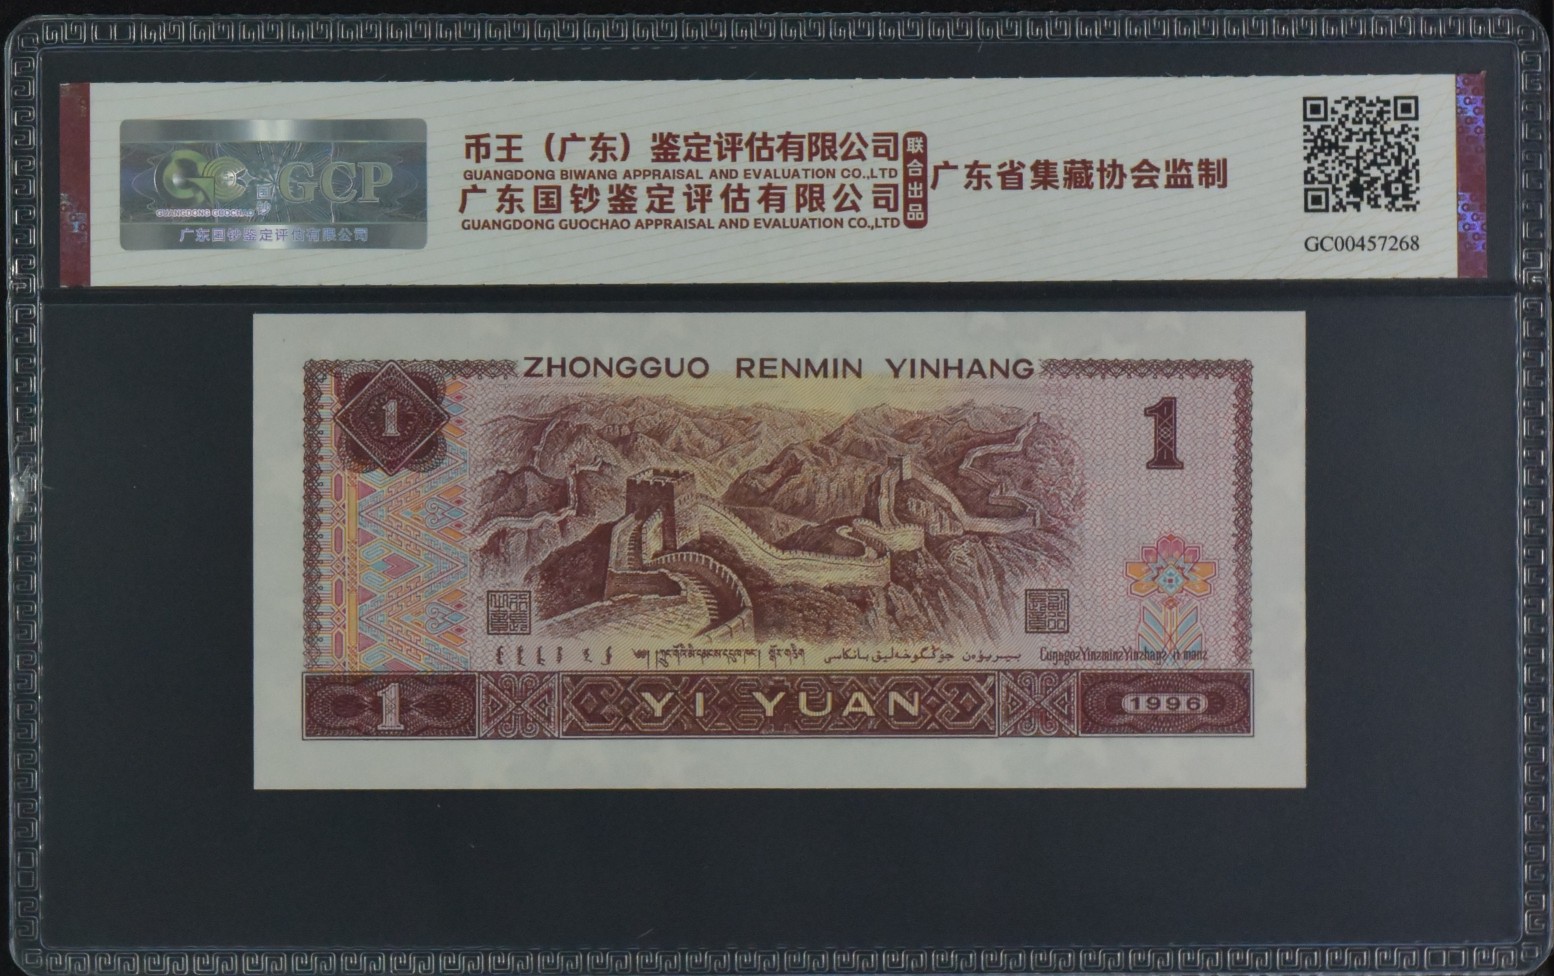 GCP
GUANGDONG GUOCHAO
国钞
广东国钞鉴定评估有限公司
币王（广东）鉴定评估有限公司
GUANGDONG BIWANG APPRAISAL AND EVALUATION CO.,LTD
广东国钞鉴定评估有限公司
GUANGDONG GUOCHAO APPRAISAL AND EVALUATION CO.,LTD
联合出品
广东省集藏协会监制
GC00457268
ZHONGGUO RENMIN YINHANG
1
1
YI YUAN
1
1996